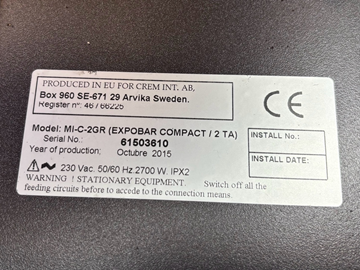 PRODUCED IN EU FOR CREM INT. AB,
Box 960 SE-671 29 Arvika Sweden.
Register nº: 46 / 66225
CE
Model: MI-C-2GR (EXPOBAR COMPACT / 2 TA)
Serial No.: 61503610
Year of production: Octubre 2015
INSTALL No.:
INSTALL DATE:
230 Vac. 50/60 Hz.2700 W. IPX2
WARNING ! STATIONARY EQUIPMENT. Switch off all the
feeding circuits before to accede to the connection means.